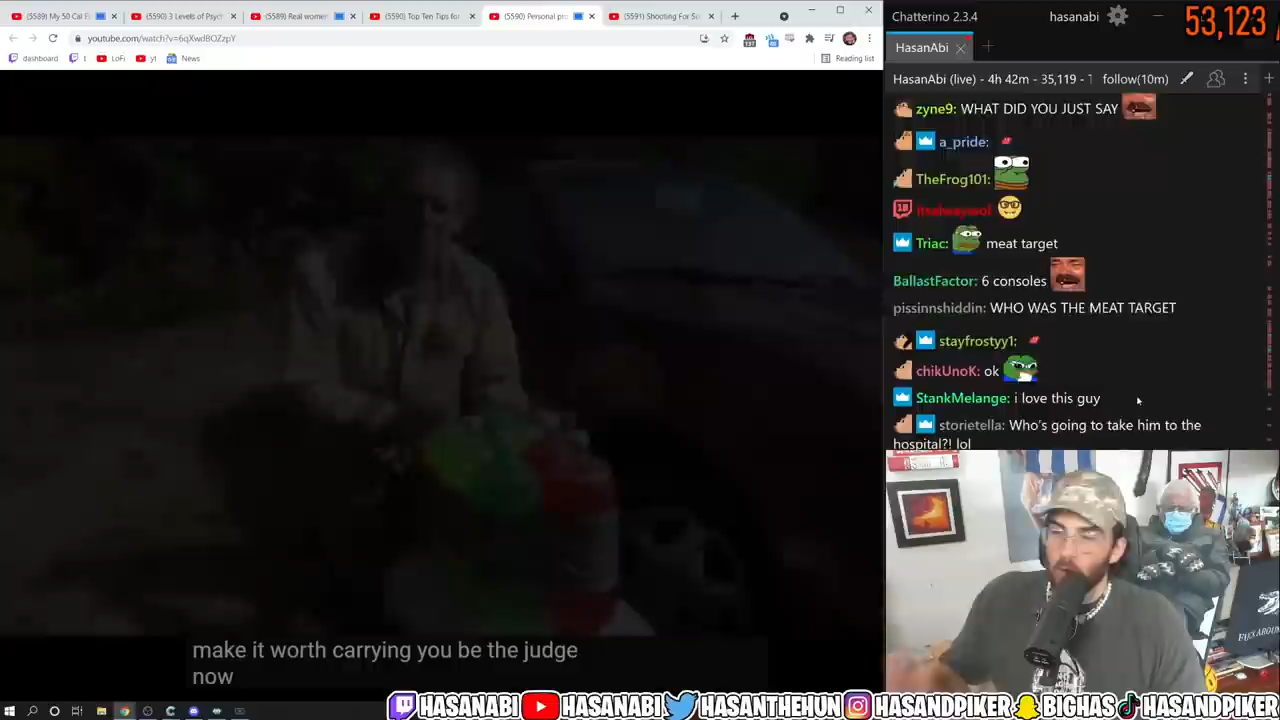 (5589) My 50 Cal E
(5590) 3 Levels of Psych
(5589) Real women
(5590) Top Ten Tips for
(5590) Personal pro
(5591) Shooting For Se
youtube.com/watch?v=6qXwdBOZzpY
dashboard
t
LoFi
yt
News
Reading list
Chatterino 2.3.4
hasanabi
53,123
HasanAbi
HasanAbi (live) - 4h 42m - 35,119 - 1
follow(10m)
zyne9: WHAT DID YOU JUST SAY
a_pride:
TheFrog101:
Triac: meat target
BallastFactor: 6 consoles
pissinnshiddin: WHO WAS THE MEAT TARGET
stayfrostyy1:
chikUnoK: ok
StankMelange: i love this guy
storietella: Who's going to take him to the
hospital?! lol
make it worth carrying you be the judge
now
HASANABI
HASANABI
HASANTHEHUN
HASANDPIKER
BIGHAS
HASANDPIKER